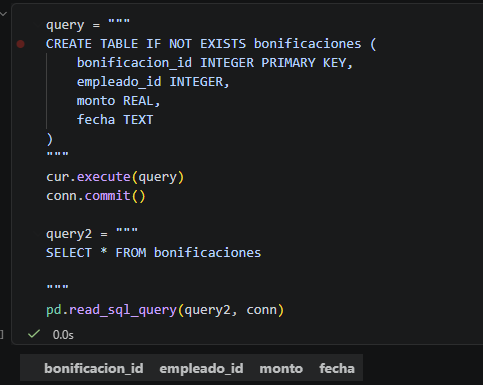 query = """
CREATE TABLE IF NOT EXISTS bonificaciones (
    bonificacion_id INTEGER PRIMARY KEY,
    empleado_id INTEGER,
    monto REAL,
    fecha TEXT
)
"""
cur.execute(query)
conn.commit()

query2 = """
SELECT * FROM bonificaciones

"""
pd.read_sql_query(query2, conn)
] ✓ 0.0s
bonificacion_id empleado_id monto fecha